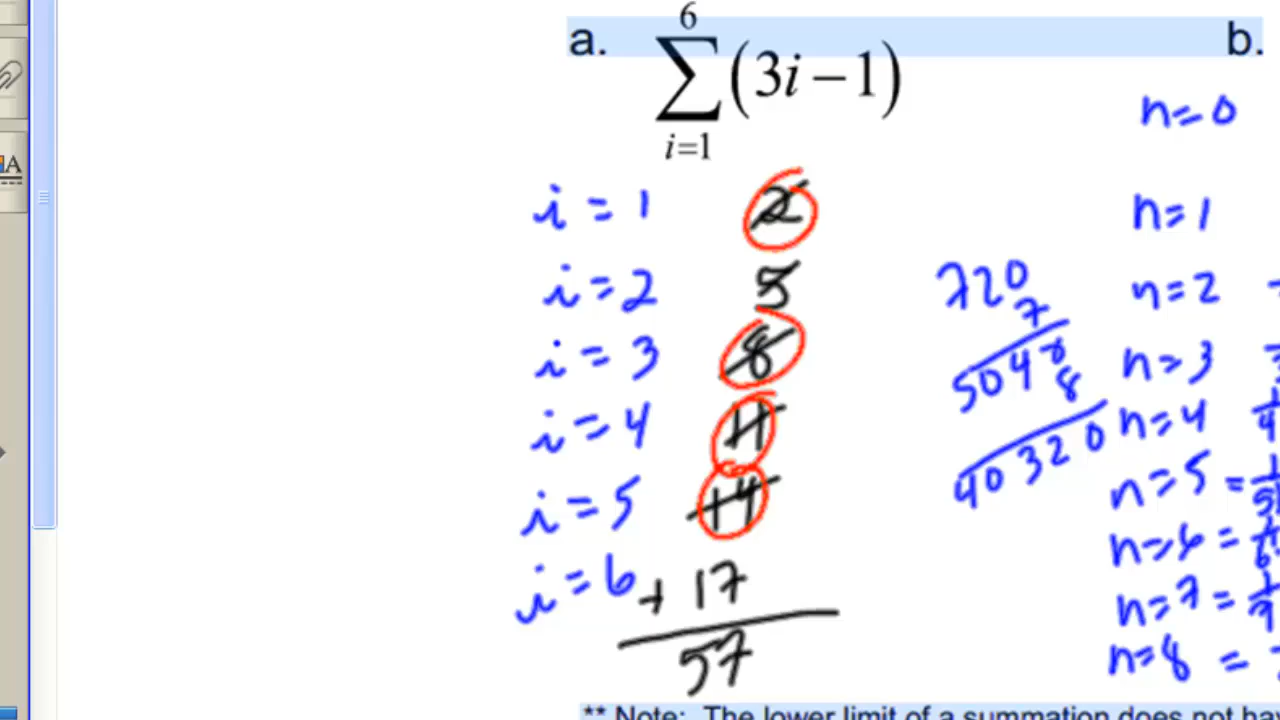 a. 6 ∑ i=1 (3i−1) b.
n=0
i=1 2 n=1
i=2 5 720 n=2
7
i=3 8 5040 n=3
8
i=4 11 40320 n=4
i=5 14 n=5 =
i=6 +17 n=6 =
57 n=7 =
n=8 =
** Note: The lower limit of a summation does not